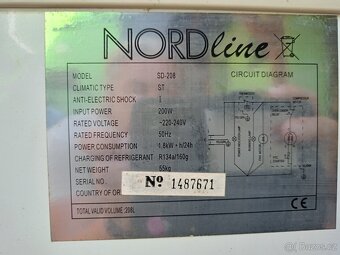 NORDline
MODEL SD-208 CIRCUIT DIAGRAM
CLIMATIC TYPE ST
ANTI-ELECTRIC SHOCK I
INPUT POWER 200W
RATED VOLTAGE ~220-240V
RATED FREQUENCY 50Hz
POWER CONSUMPTION 1,8kW • h/24h
CHARGING OF REFRIGERANT R134a/160g
NET WEIGHT 55kg
SERIAL NO. № 1487671
COUNTRY OF OR
TOTAL VALID VOLUME :208L CE